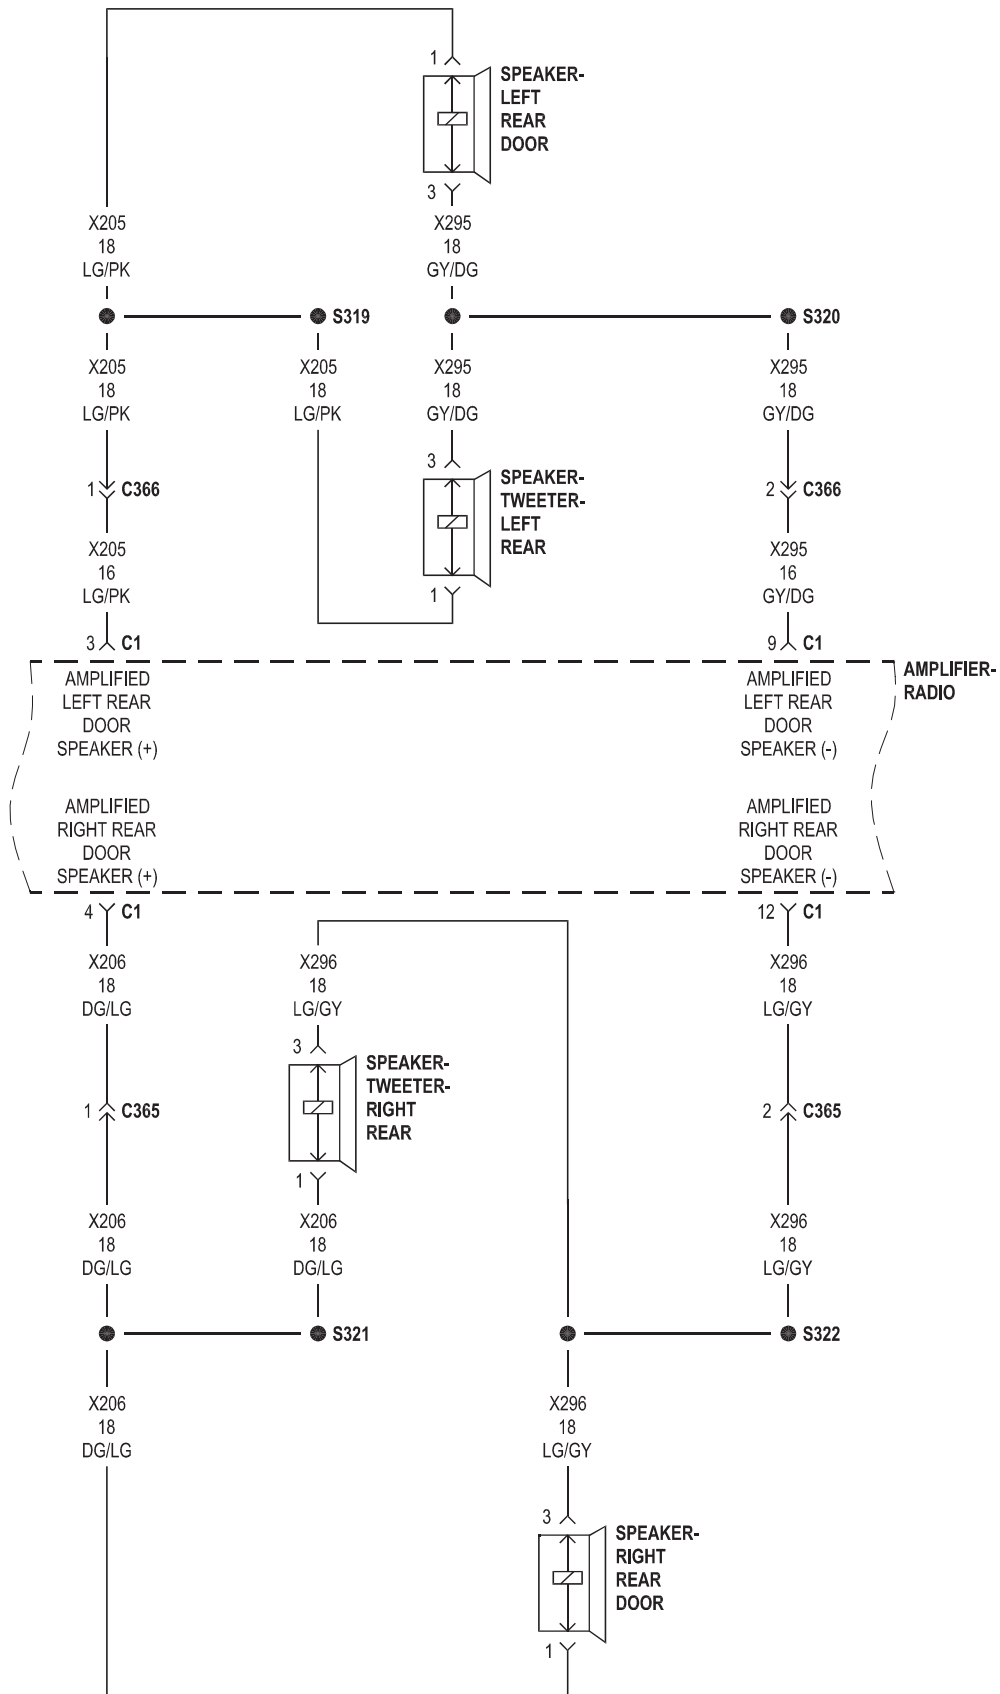 1
SPEAKER-
LEFT
REAR
DOOR
3
X205
18
LG/PK
X295
18
GY/DG
S319
S320
X205
18
LG/PK
X205
18
LG/PK
X295
18
GY/DG
X295
18
GY/DG
1 C366
3
SPEAKER-
TWEETER-
LEFT
REAR
1
2 C366
X205
16
LG/PK
X295
16
GY/DG
3 C1
9 C1
AMPLIFIER-
RADIO
AMPLIFIED
LEFT REAR
DOOR
SPEAKER (+)
AMPLIFIED
LEFT REAR
DOOR
SPEAKER (-)
AMPLIFIED
RIGHT REAR
DOOR
SPEAKER (+)
AMPLIFIED
RIGHT REAR
DOOR
SPEAKER (-)
4 C1
12 C1
X206
18
DG/LG
X296
18
LG/GY
X296
18
LG/GY
3
SPEAKER-
TWEETER-
RIGHT
REAR
1
1 C365
2 C365
X206
18
DG/LG
X206
18
DG/LG
X296
18
LG/GY
S321
S322
X206
18
DG/LG
X296
18
LG/GY
3
SPEAKER-
RIGHT
REAR
DOOR
1